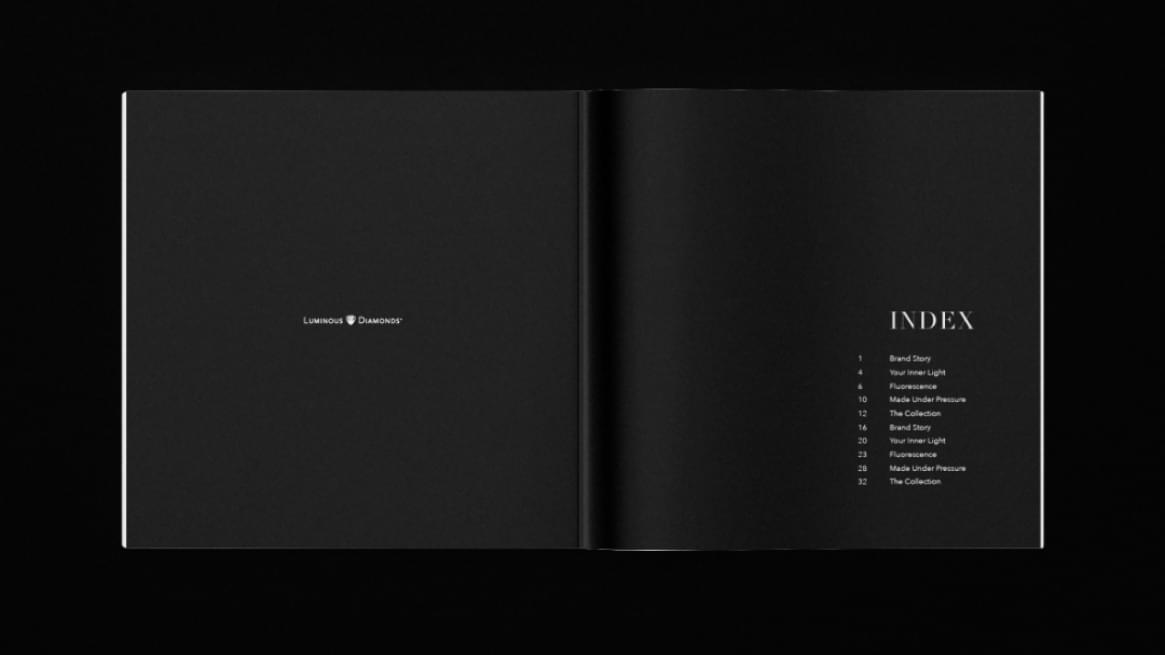 LUMINOUS DIAMONDS
INDEX
1 Brand Story
4 Your Inner Light
6 Fluorescence
10 Made Under Pressure
12 The Collection
16 Brand Story
20 Your Inner Light
23 Fluorescence
28 Made Under Pressure
32 The Collection